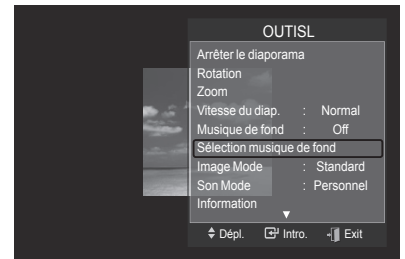 OUTISL
Arrêter le diaporama
Rotation
Zoom
Vitesse du diap. : Normal
Musique de fond : Off
Sélection musique de fond
Image Mode : Standard
Son Mode : Personnel
Information
Dépl. Intro. Exit